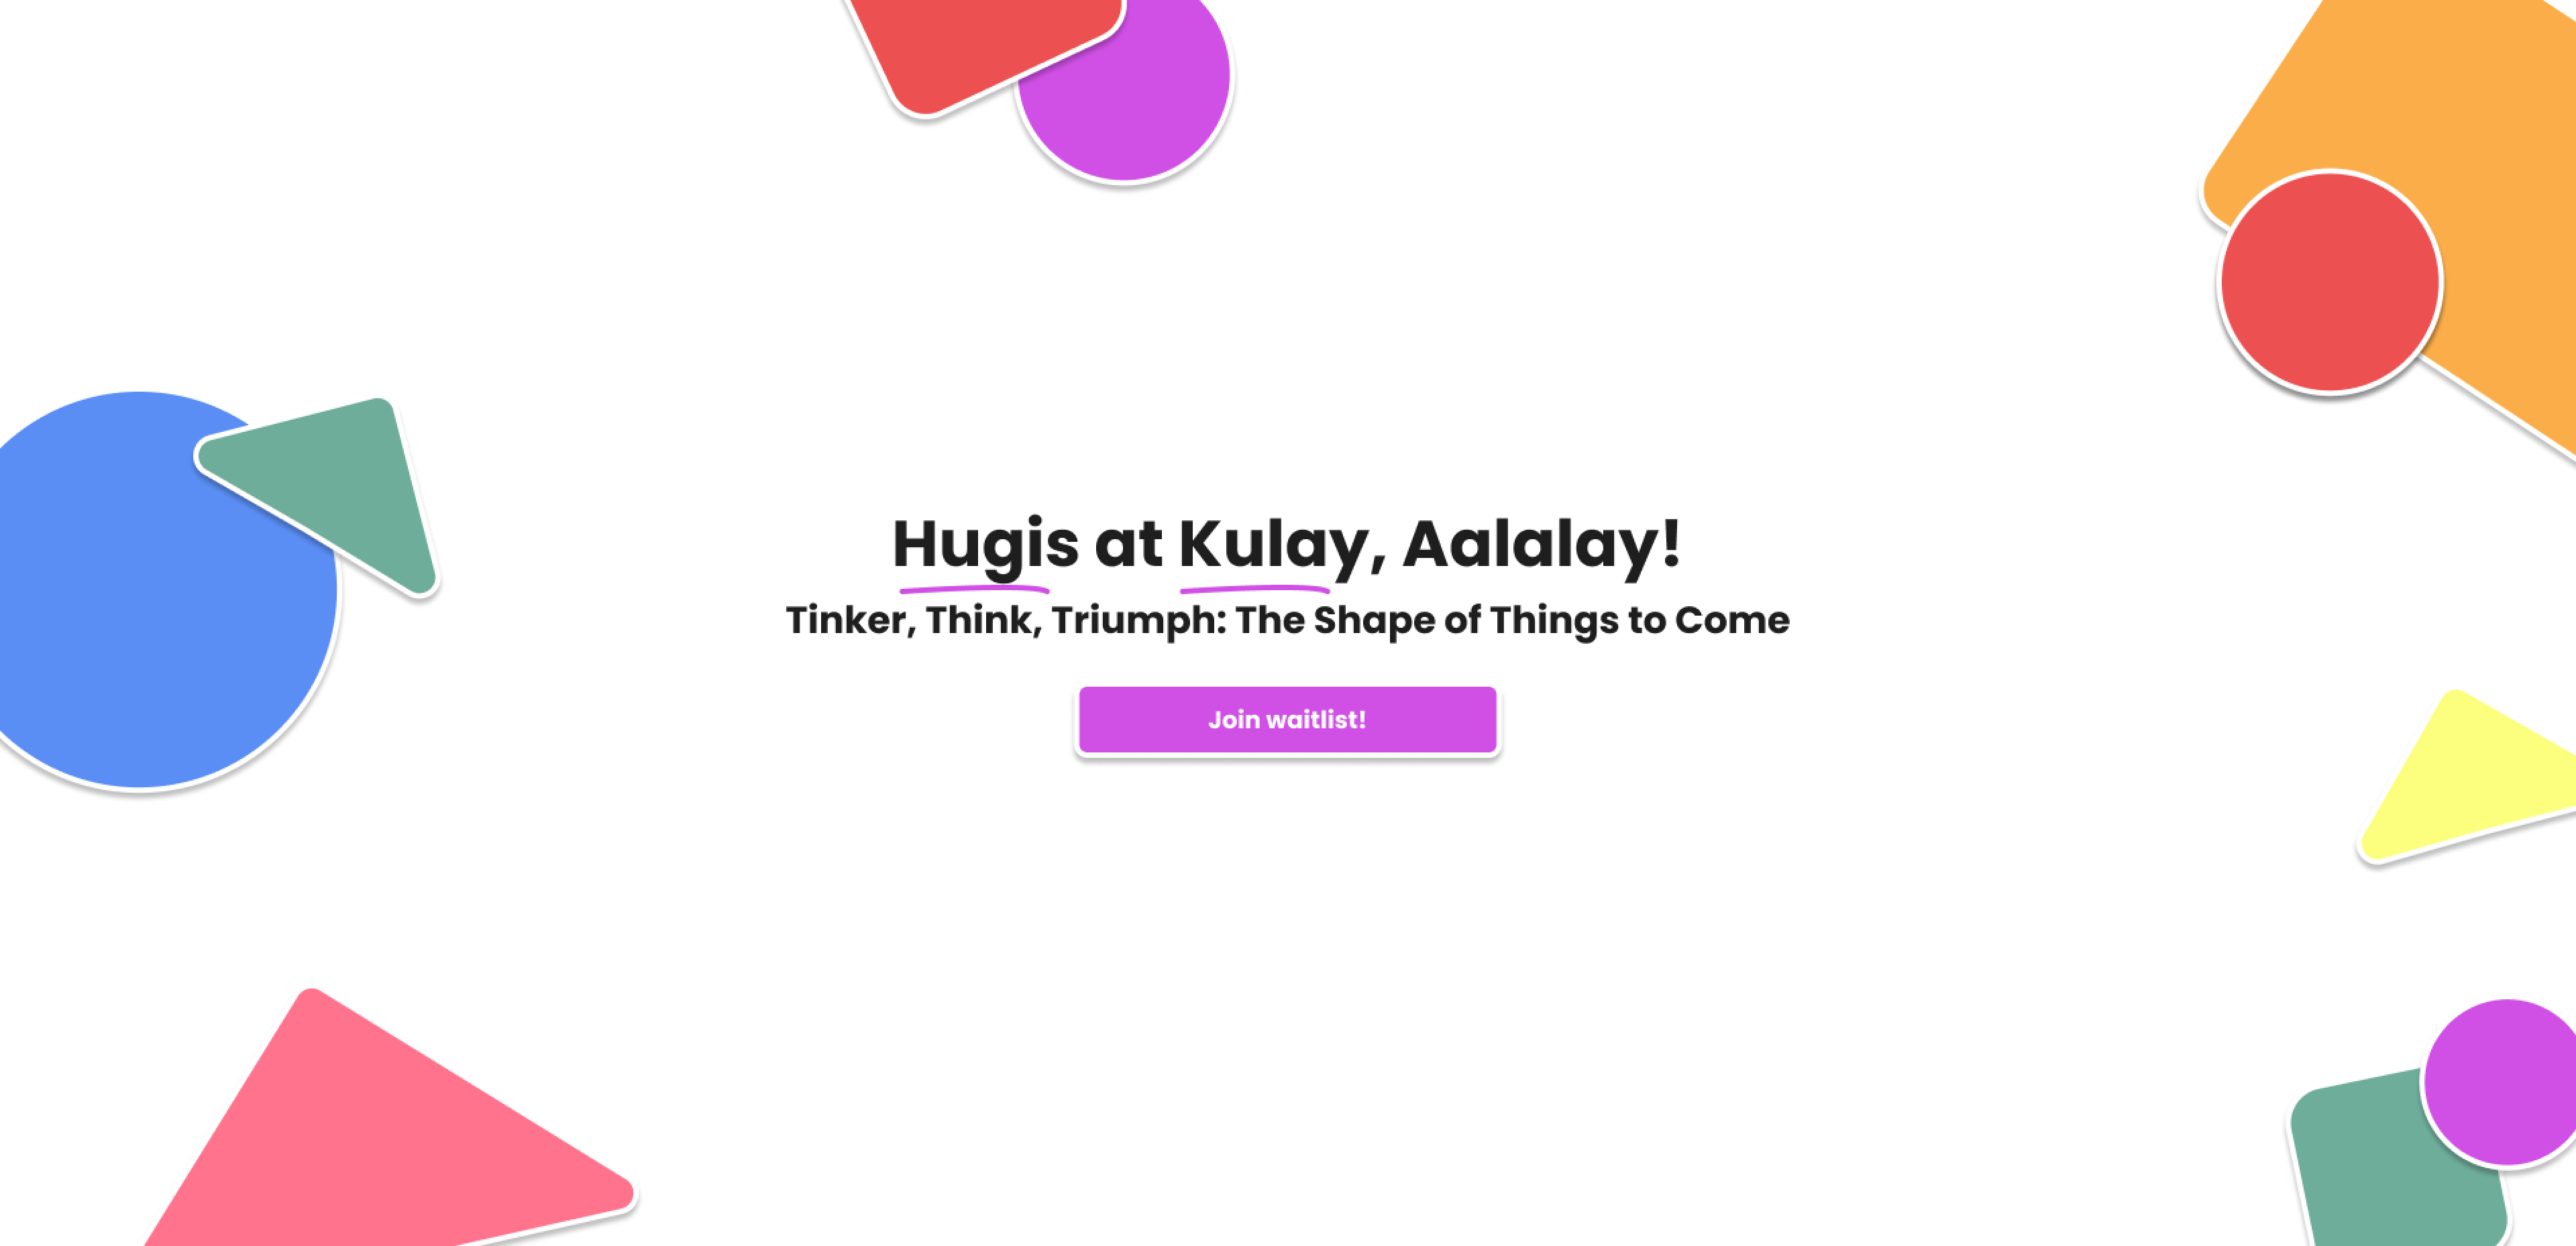 Hugis at Kulay, Aalalay!
Tinker, Think, Triumph: The Shape of Things to Come
Join waitlist!